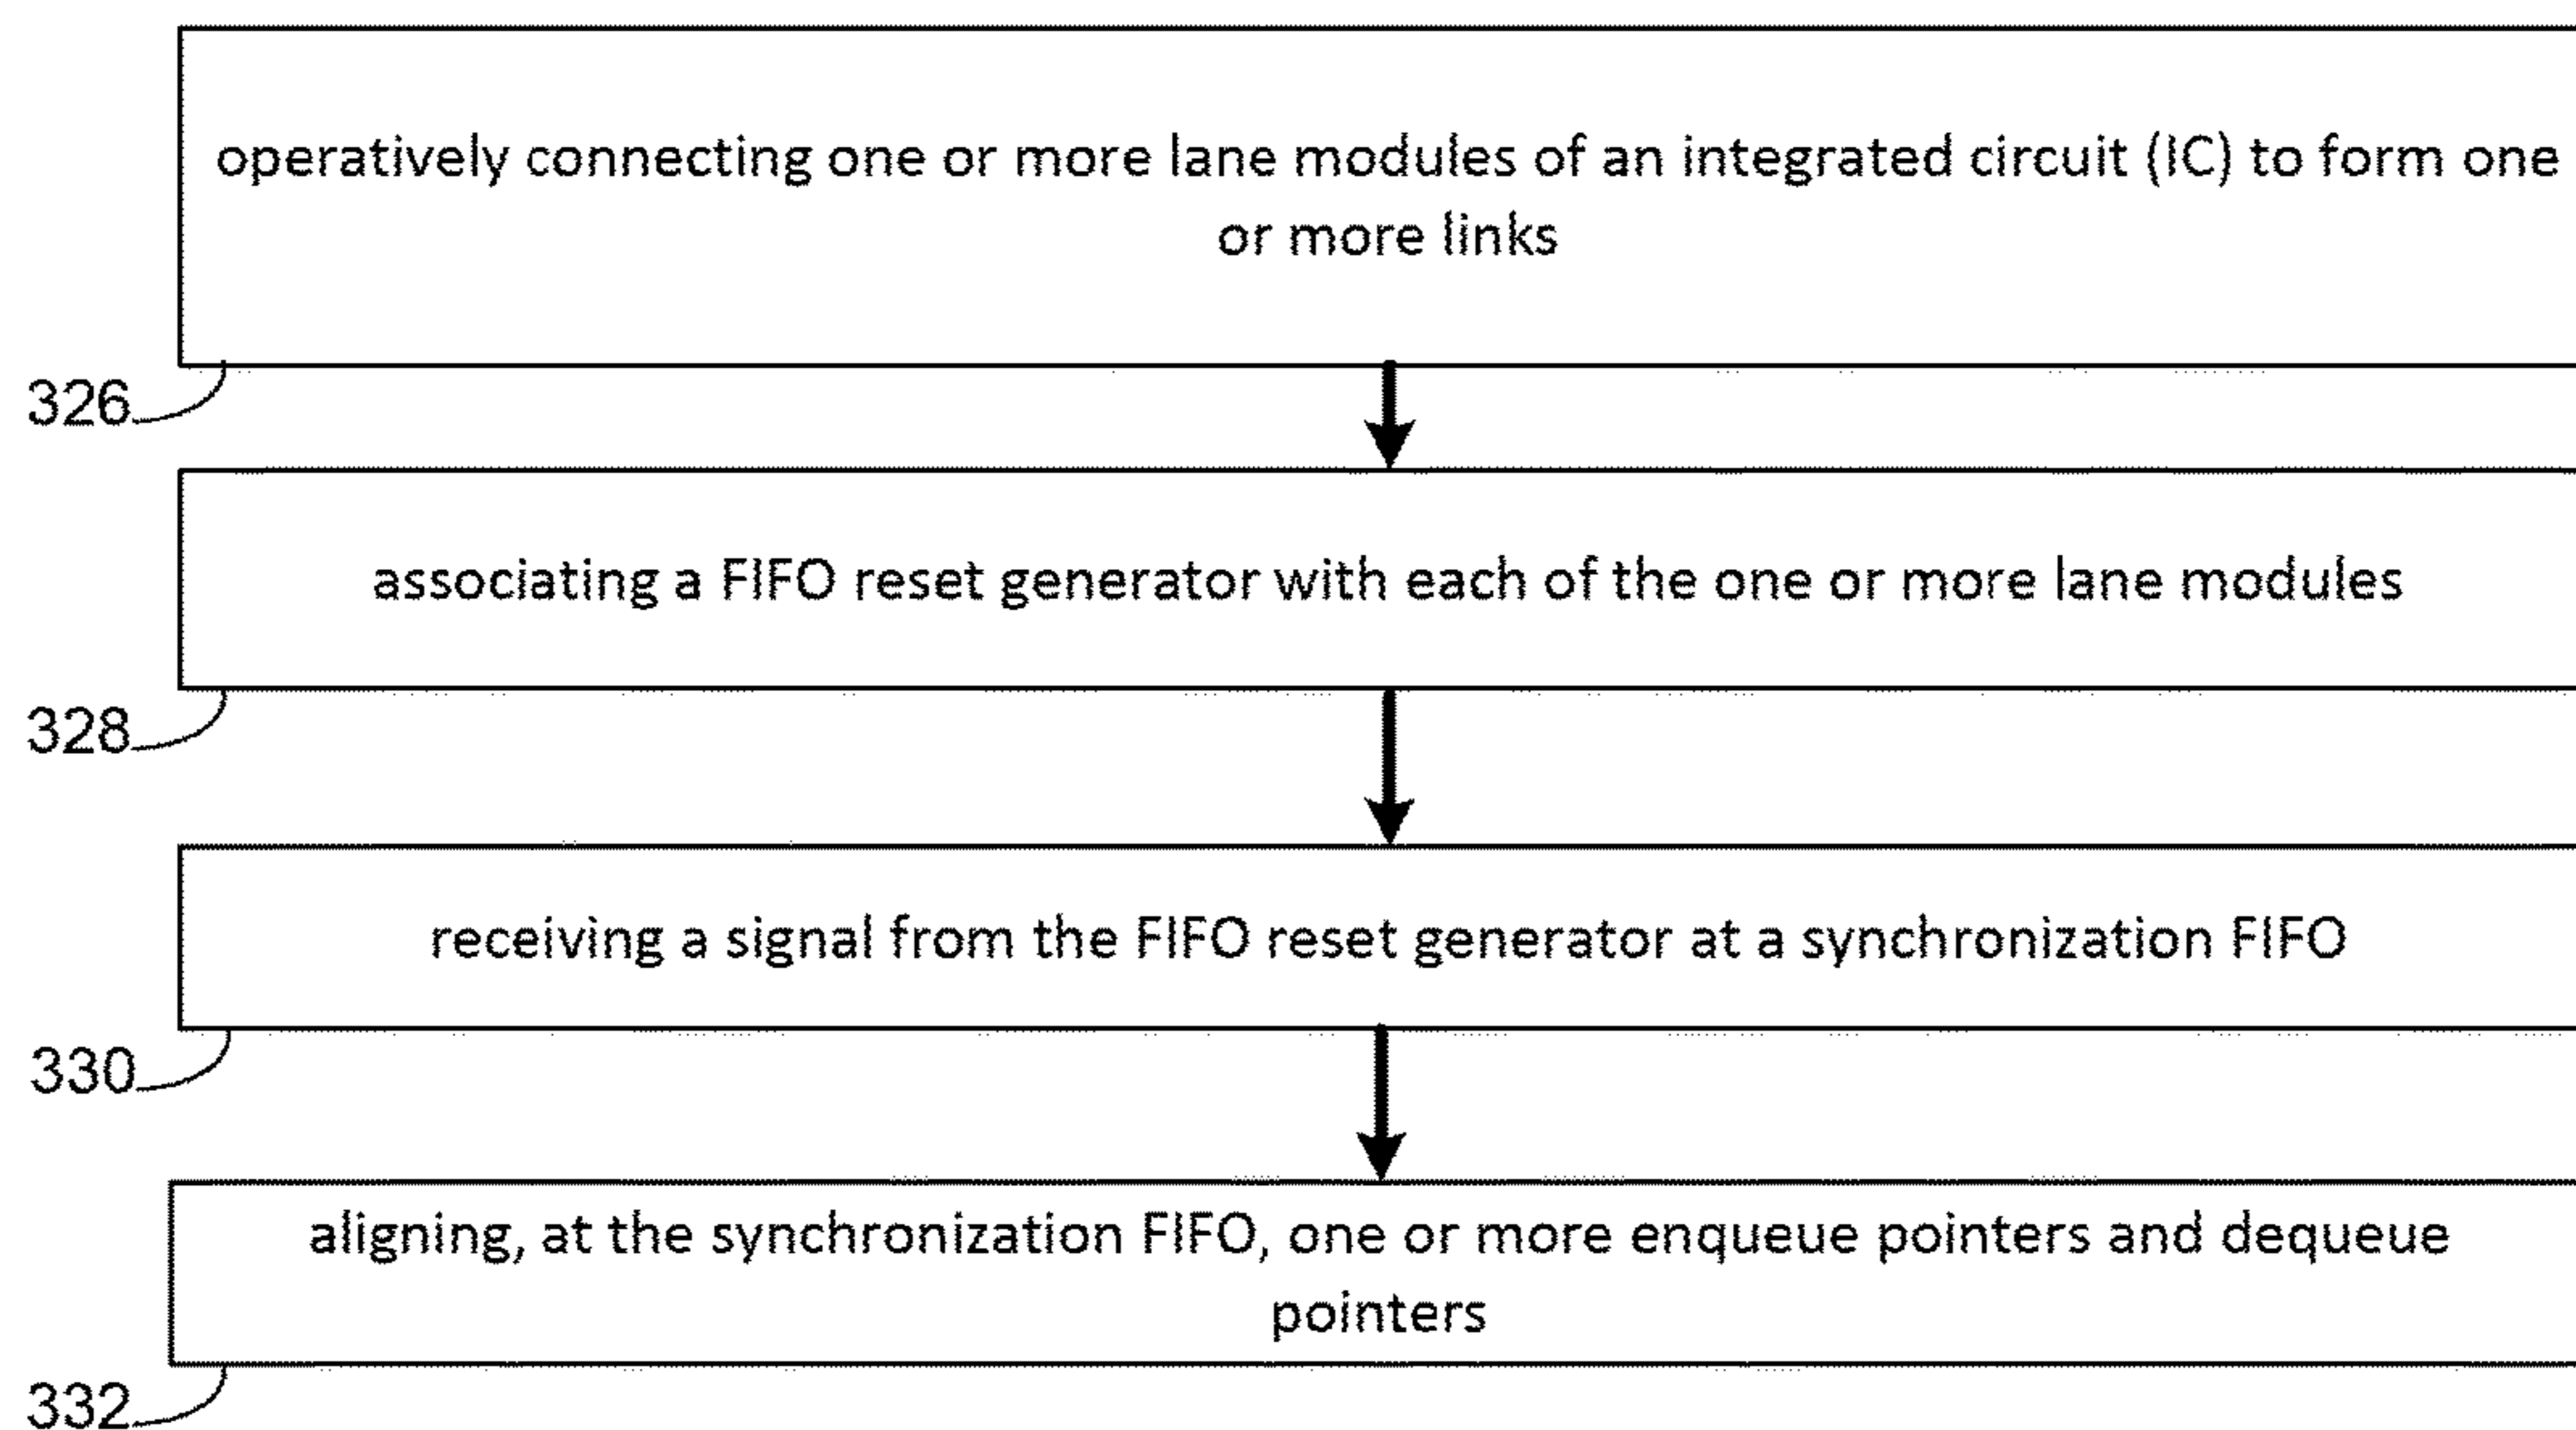 operatively connecting one or more lane modules of an integrated circuit (IC) to form one
or more links
326
associating a FIFO reset generator with each of the one or more lane modules
328
receiving a signal from the FIFO reset generator at a synchronization FIFO
330
aligning, at the synchronization FIFO, one or more enqueue pointers and dequeue
pointers
332